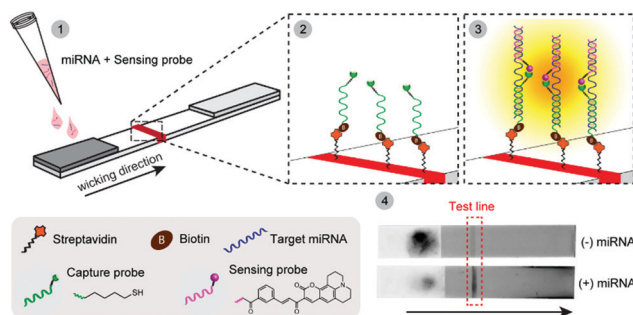 1
miRNA + Sensing probe
wicking direction
2
B
B
B
3
B
B
B
Streptavidin
B
Biotin
Target miRNA
Capture probe
SH
Sensing probe
O
O
O
O
N
4
Test line
(-) miRNA
(+) miRNA